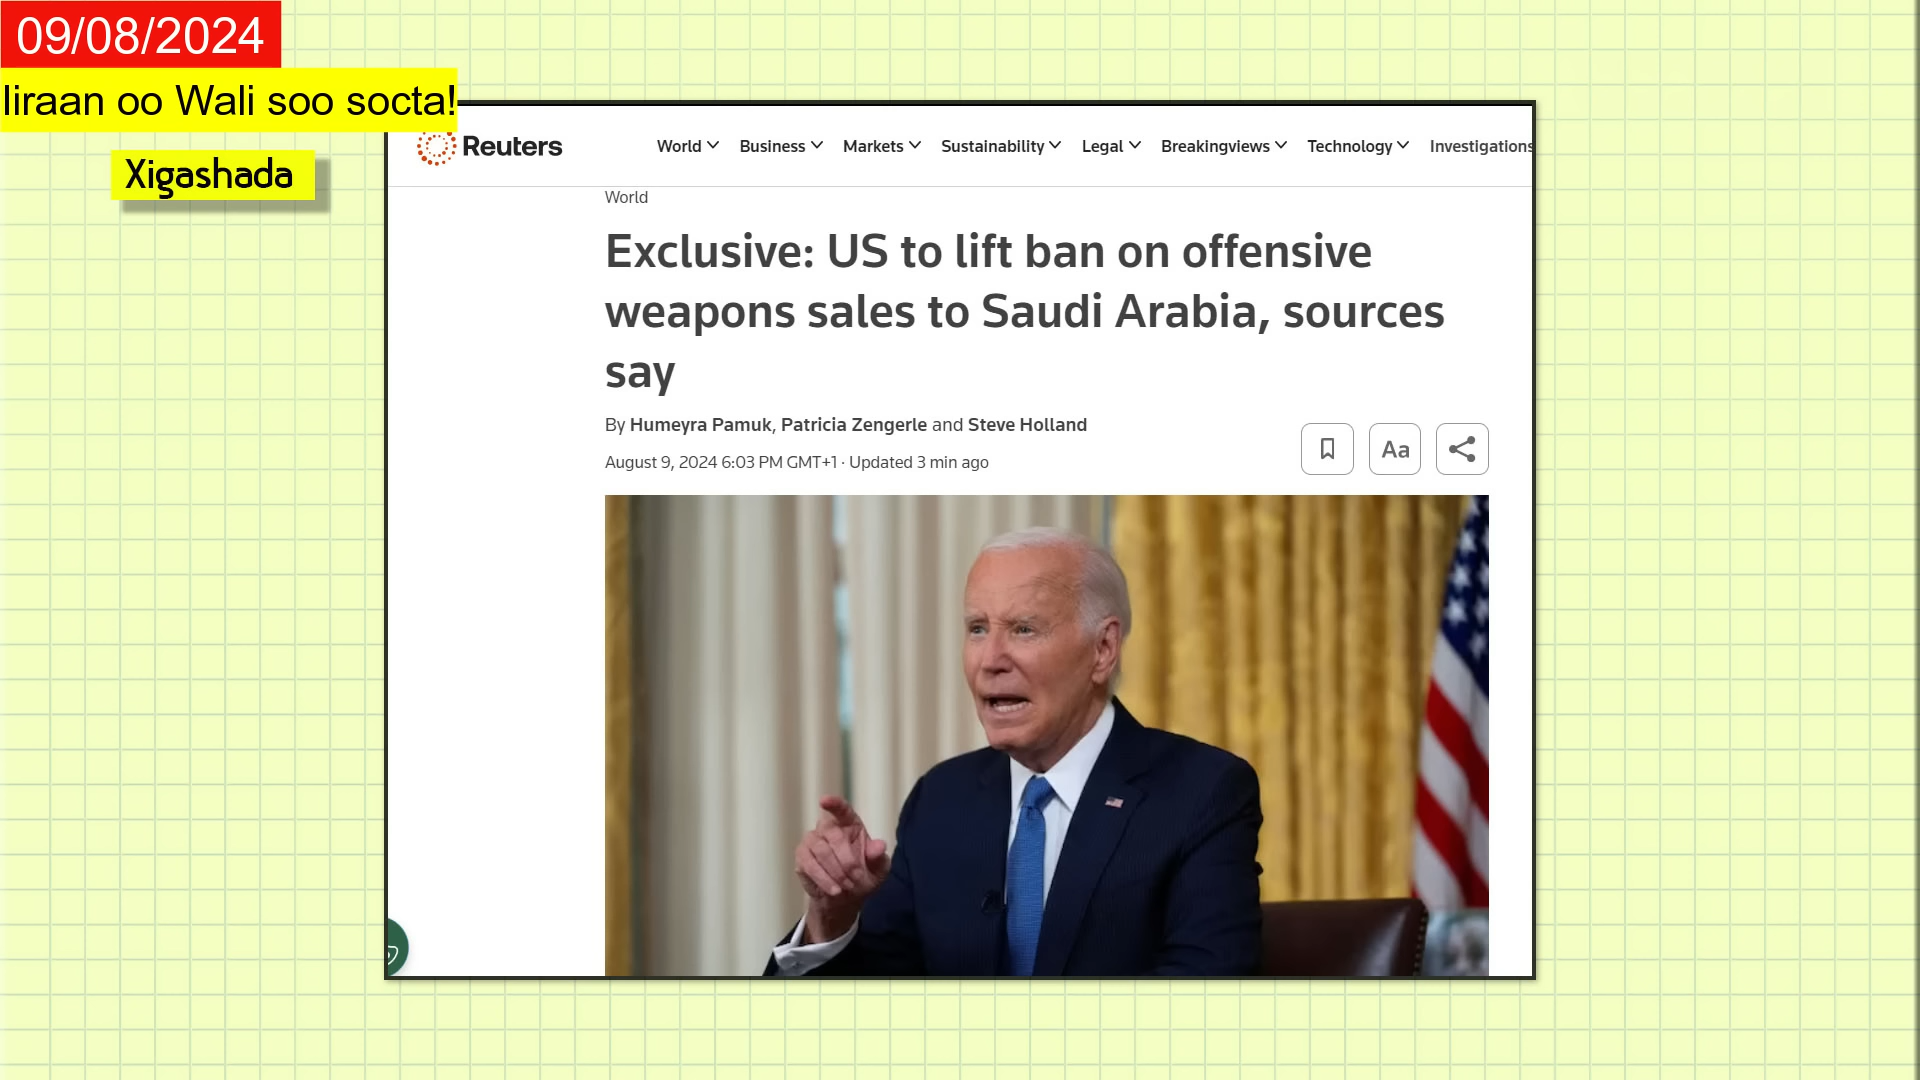 09/08/2024
Iiraan oo Wali soo socta!
Xigashada
Reuters
World Business Markets Sustainability Legal Breakingviews Technology Investigations
World
Exclusive: US to lift ban on offensive
weapons sales to Saudi Arabia, sources
say
By Humeyra Pamuk, Patricia Zengerle and Steve Holland
August 9, 2024 6:03 PM GMT+1 · Updated 3 min ago
Aa